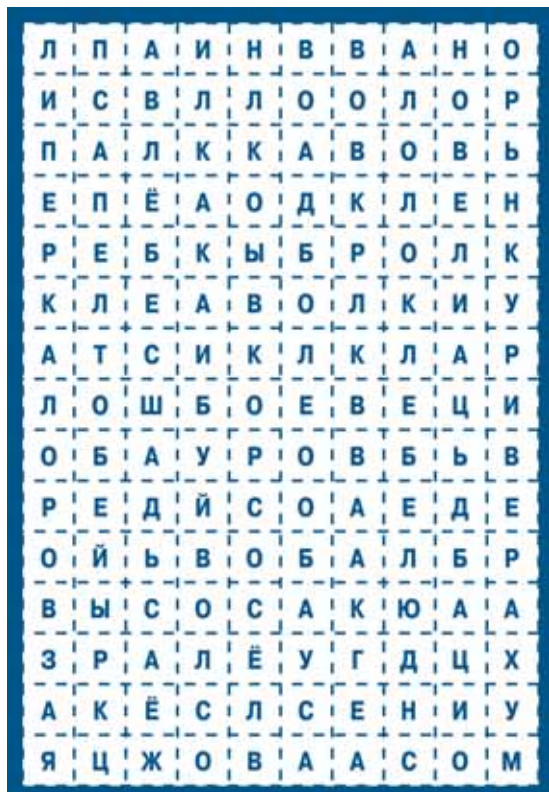 Л П А И Н В В А Н О
И С В Л Л О О Л О Р
П А Л К К А В О В Ь
Е П Ё А О Д К Л Е Н
Р Е Б К Ы Б Р О Л К
К Л Е А В О Л К И У
А Т С И К Л К Л А Р
Л О Ш Б О Е В Е Ц И
О Б А У Р О В Б Ь В
Р Е Д Й С О А Е Д Е
О Й Ь В О Б А Л Б Р
В Ы С О С А К Ю А А
З Р А Л Ё У Г Д Ц Х
А К Ё С Л С Е Н И У
Я Ц Ж О В А А С О М